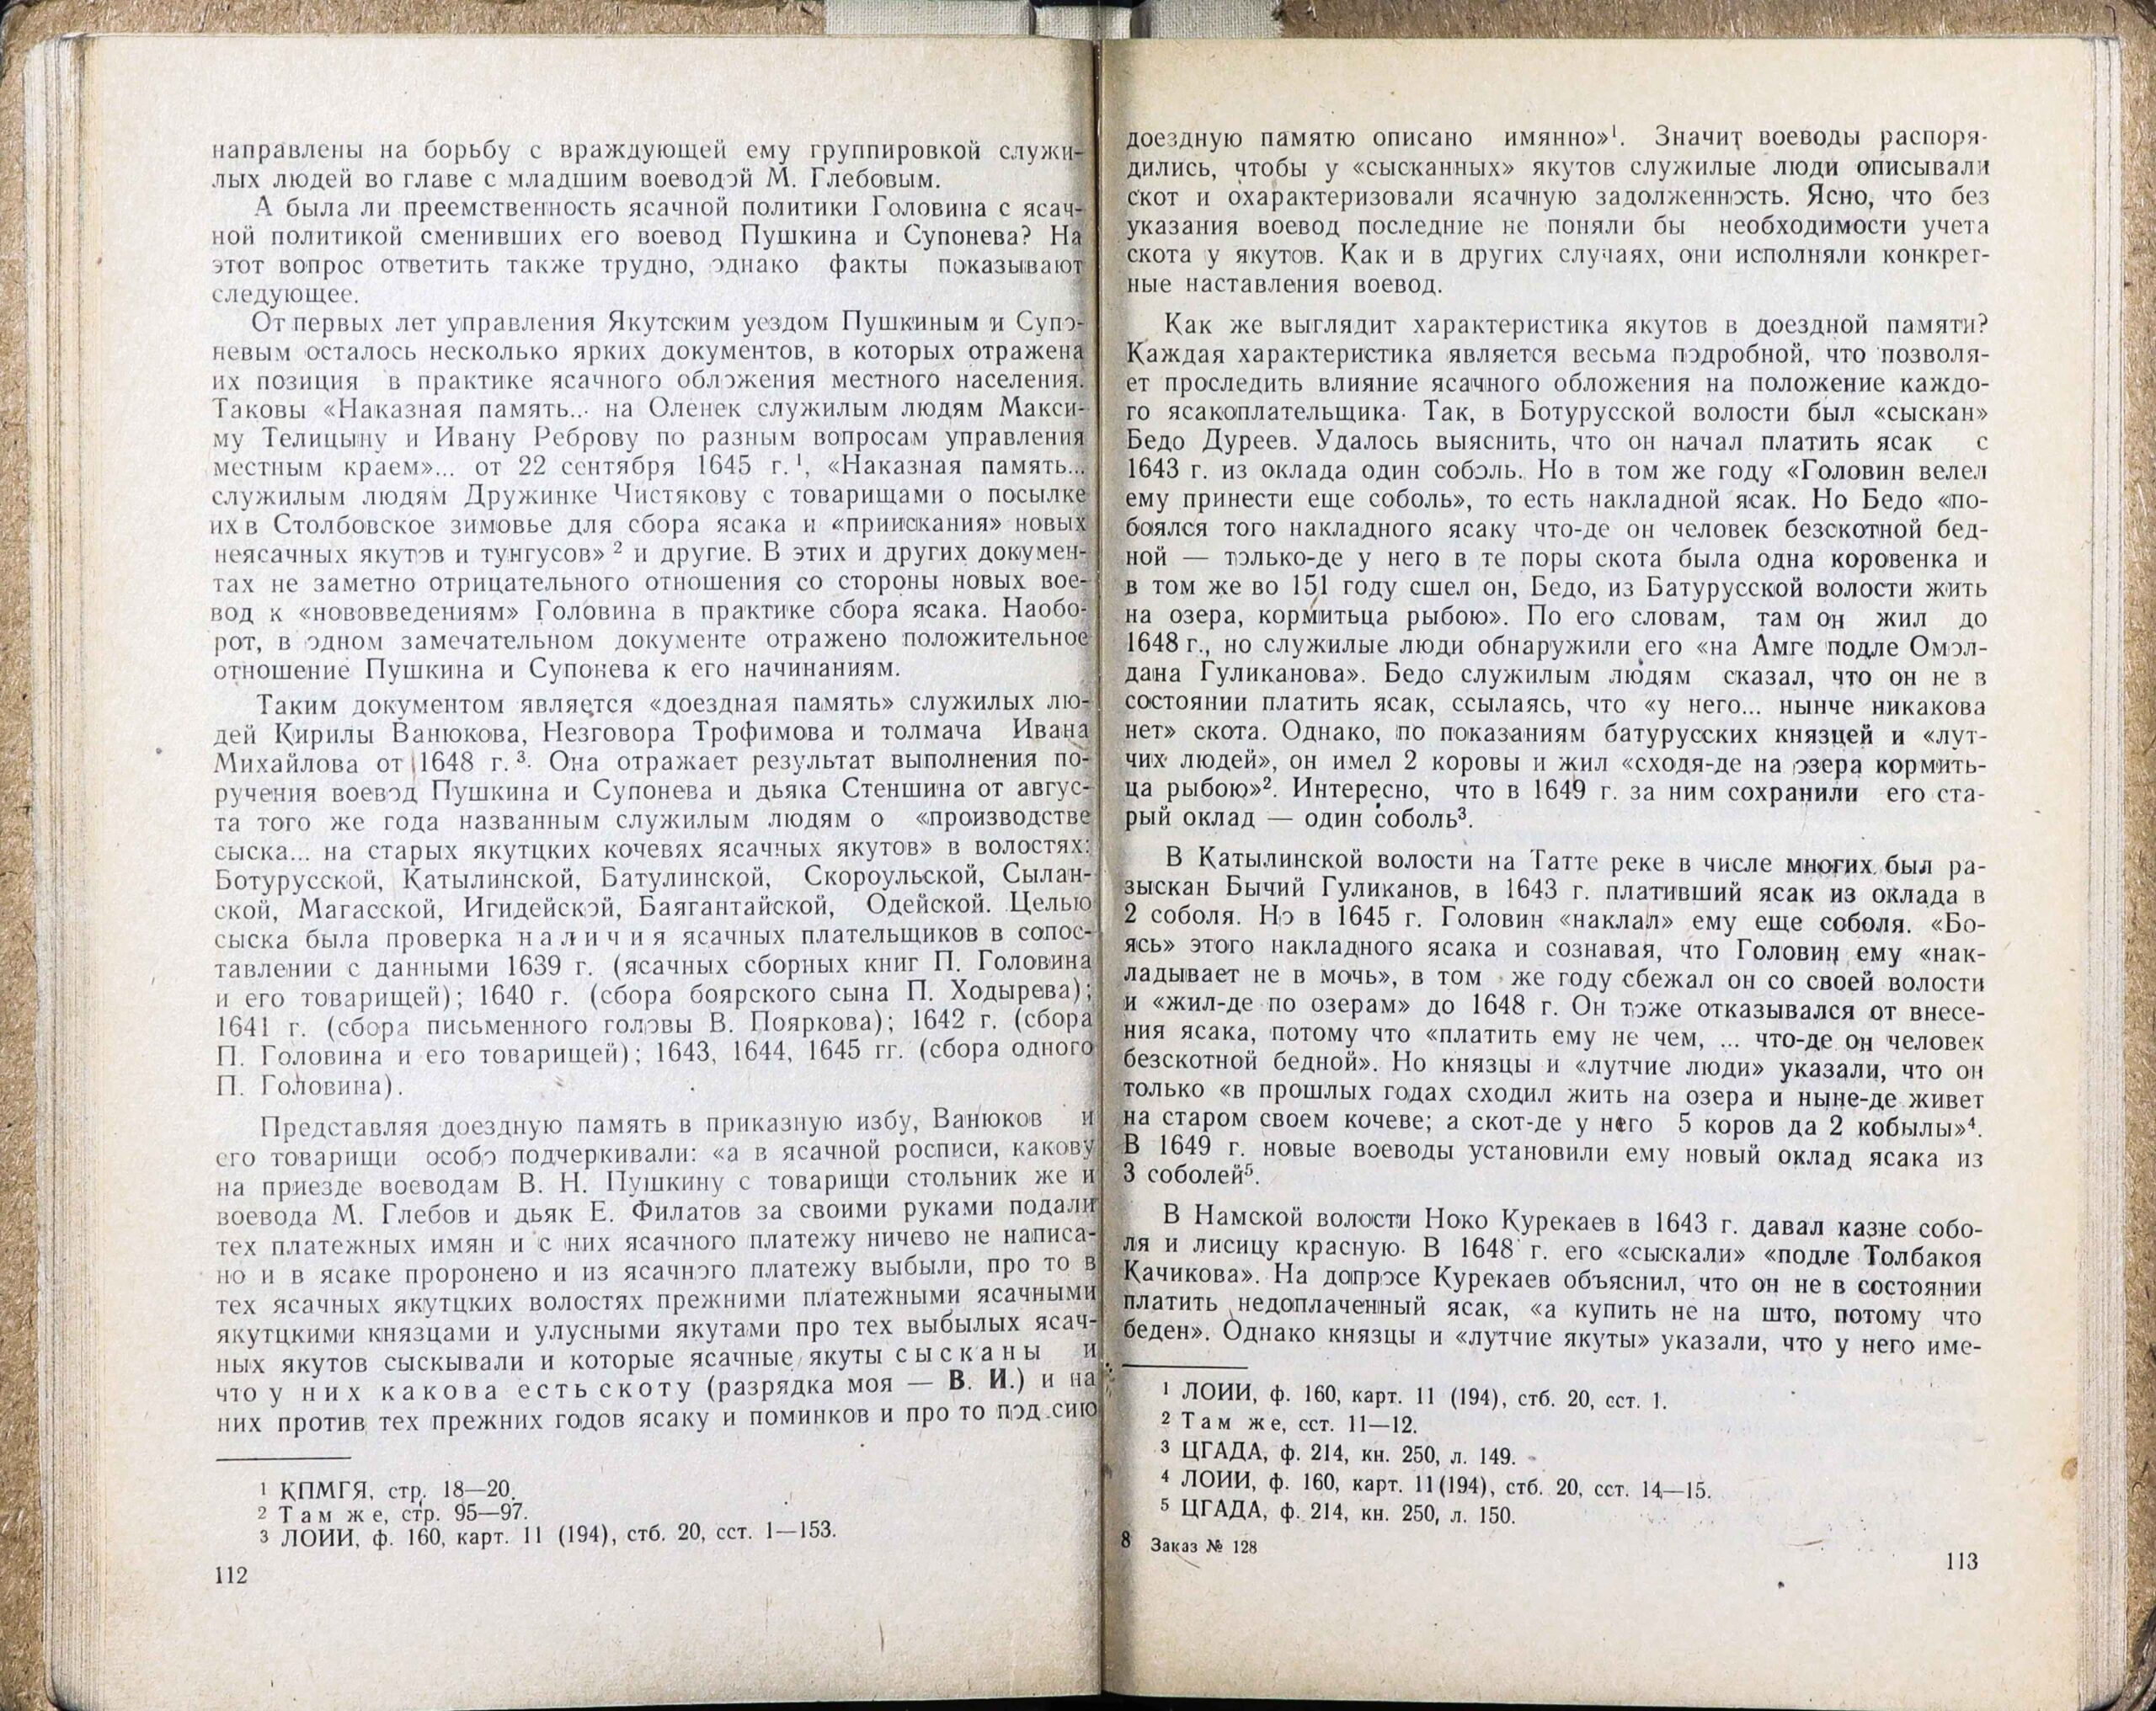 направлены на борьбу с враждующей ему группировкой служи-
лых людей во главе с младшим воеводой М. Глебовым.
А была ли преемственность ясачной политики Головина с ясач-
ной политикой сменивших его воевод Пушкина и Супонева? На
этот вопрос ответить также трудно, однако факты показывают
следующее.
От первых лет управления Якутским уездом Пушкиным и Супо-
невым осталось несколько ярких документов, в которых отражена
их позиция в практике ясачного обложения местного населения.
Таковы «Наказная память... на Оленек служилым людям Макси-
му Телицыну и Ивану Реброву по разным вопросам управления
местным краем»... от 22 сентября 1645 г. ¹, «Наказная память...
служилым людям Дружинке Чистякову с товарищами о посылке
их в Столбовское зимовье для сбора ясака и «приискания» новых
неясачных якутов и тунгусов» ² и другие. В этих и других докумен-
тах не заметно отрицательного отношения со стороны новых вое-
вод к «нововведениям» Головина в практике сбора ясака. Наобо-
рот, в одном замечательном документе отражено положительное
отношение Пушкина и Супонева к его начинаниям.
Таким документом является «доездная память» служилых лю-
дей Кирилы Ванюкова, Незговора Трофимова и толмача Ивана
Михайлова от 1648 г. ³. Она отражает результат выполнения по-
ручения воевод Пушкина и Супонева и дьяка Стеншина от авгус-
та того же года названным служилым людям о «производстве
сыска... на старых якутцких кочевях ясачных якутов» в волостях:
Ботурусской, Катылинской, Батулинской, Скороульской, Сылан-
ской, Магасской, Игидейской, Баягантайской, Одейской. Целью
сыска была проверка наличия ясачных плательщиков в сопос-
тавлении с данными 1639 г. (ясачных сборных книг П. Головина
и его товарищей); 1640 г. (сбора боярского сына П. Ходырева);
1641 г. (сбора письменного головы В. Пояркова); 1642 г. (сбора
П. Головина и его товарищей); 1643, 1644, 1645 гг. (сбора одного
П. Головина).
Представляя доездную память в приказную избу, Ванюков и
его товарищи особо подчеркивали: «а в ясачной росписи, какову
на приезде воеводам В. Н. Пушкину с товарищи стольник же и
воевода М. Глебов и дьяк Е. Филатов за своими руками подали
тех платежных имян и с них ясачного платежу ничево не написа-
но и в ясаке проронено и из ясачного платежу выбыли, про то в
тех ясачных якутцких волостях прежними платежными ясачными
якутцкими князцами и улусными якутами про тех выбылых ясач-
ных якутов сыскивали и которые ясачные якуты сысканы и
что у них какова есть скоту (разрядка моя — В. И.) и на
них против тех прежних годов ясаку и поминков и про то под сию
1 КПМГЯ, стр. 18—20.
2 Там же, стр. 95—97.
3 ЛОИИ, ф. 160, карт. 11 (194), стб. 20, сст. 1—153.
112
доездную памятю описано имянно»¹. Значит воеводы распоря-
дились, чтобы у «сысканных» якутов служилые люди описывали
скот и охарактеризовали ясачную задолженность. Ясно, что без
указания воевод последние не поняли бы необходимости учета
скота у якутов. Как и в других случаях, они исполняли конкрет-
ные наставления воевод.
Как же выглядит характеристика якутов в доездной памяти?
Каждая характеристика является весьма подробной, что позволя-
ет проследить влияние ясачного обложения на положение каждо-
го ясакоплательщика. Так, в Ботурусской волости был «сыскан»
Бедо Дуреев. Удалось выяснить, что он начал платить ясак с
1643 г. из оклада один соболь. Но в том же году «Головин велел
ему принести еще соболь», то есть накладной ясак. Но Бедо «по-
боялся того накладного ясаку что-де он человек безскотной бед-
ной — только-де у него в те поры скота была одна коровенка и
в том же во 151 году сшел он, Бедо, из Батурусской волости жить
на озера, кормитьца рыбою». По его словам, там он жил до
1648 г., но служилые люди обнаружили его «на Амге подле Омол-
дана Гуликанова». Бедо служилым людям сказал, что он не в
состоянии платить ясак, ссылаясь, что «у него... нынче никакова
нет» скота. Однако, по показаниям батурусских князцей и «лут-
чих людей», он имел 2 коровы и жил «сходя-де на озера кормить-
ца рыбою»². Интересно, что в 1649 г. за ним сохранили его ста-
рый оклад — один соболь³.
В Катылинской волости на Татте реке в числе многих был ра-
зыскан Бычий Гуликанов, в 1643 г. плативший ясак из оклада в
2 соболя. Но в 1645 г. Головин «наклал» ему еще соболя. «Бо-
ясь» этого накладного ясака и сознавая, что Головин ему «нак-
ладывает не в мочь», в том же году сбежал он со своей волости
и «жил-де по озерам» до 1648 г. Он тоже отказывался от внесе-
ния ясака, потому что «платить ему не чем, ... что-де он человек
безскотной бедной». Но князцы и «лутчие люди» указали, что он
только «в прошлых годах сходил жить на озера и ныне-де живет
на старом своем кочеве; а скот-де у него 5 коров да 2 кобылы»⁴.
В 1649 г. новые воеводы установили ему новый оклад ясака из
3 соболей⁵.
В Намской волости Ноко Курекаев в 1643 г. давал казне собо-
ля и лисицу красную. В 1648 г. его «сыскали» «подле Толбакоя
Качикова». На допросе Курекаев объяснил, что он не в состоянии
платить недоплаченный ясак, «а купить не на што, потому что
беден». Однако князцы и «лутчие якуты» указали, что у него име-
1 ЛОИИ, ф. 160, карт. 11 (194), стб. 20, сст. 1.
2 Там же, сст. 11—12.
3 ЦГАДА, ф. 214, кн. 250, л. 149.
4 ЛОИИ, ф. 160, карт. 11(194), стб. 20, сст. 14—15.
5 ЦГАДА, ф. 214, кн. 250, л. 150.
8 Заказ № 128
113